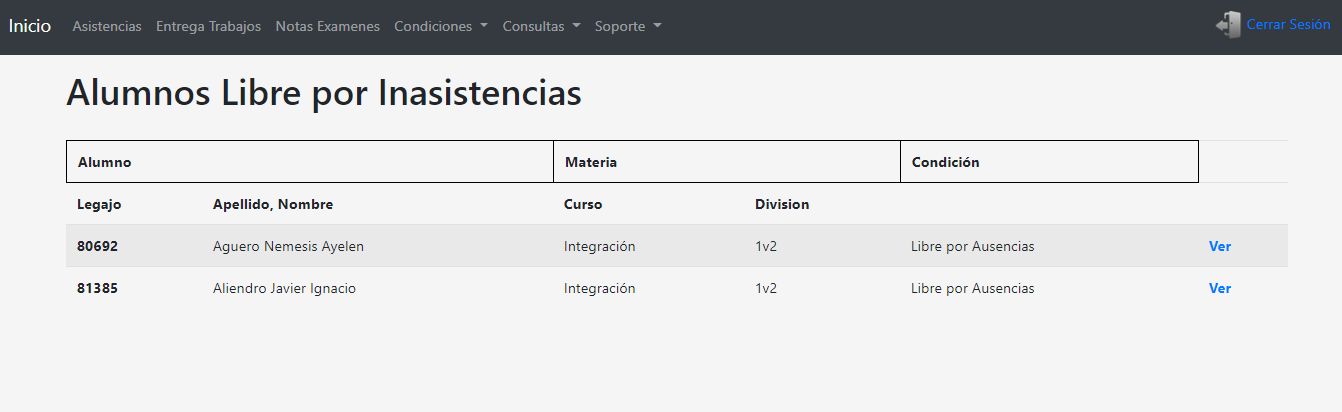 Inicio Asistencias Entrega Trabajos Notas Examenes Condiciones Consultas Soporte Cerrar Sesión
Alumnos Libre por Inasistencias
Alumno Materia Condición
Legajo Apellido, Nombre Curso Division
80692 Aguero Nemesis Ayelen Integración 1v2 Libre por Ausencias Ver
81385 Aliendro Javier Ignacio Integración 1v2 Libre por Ausencias Ver